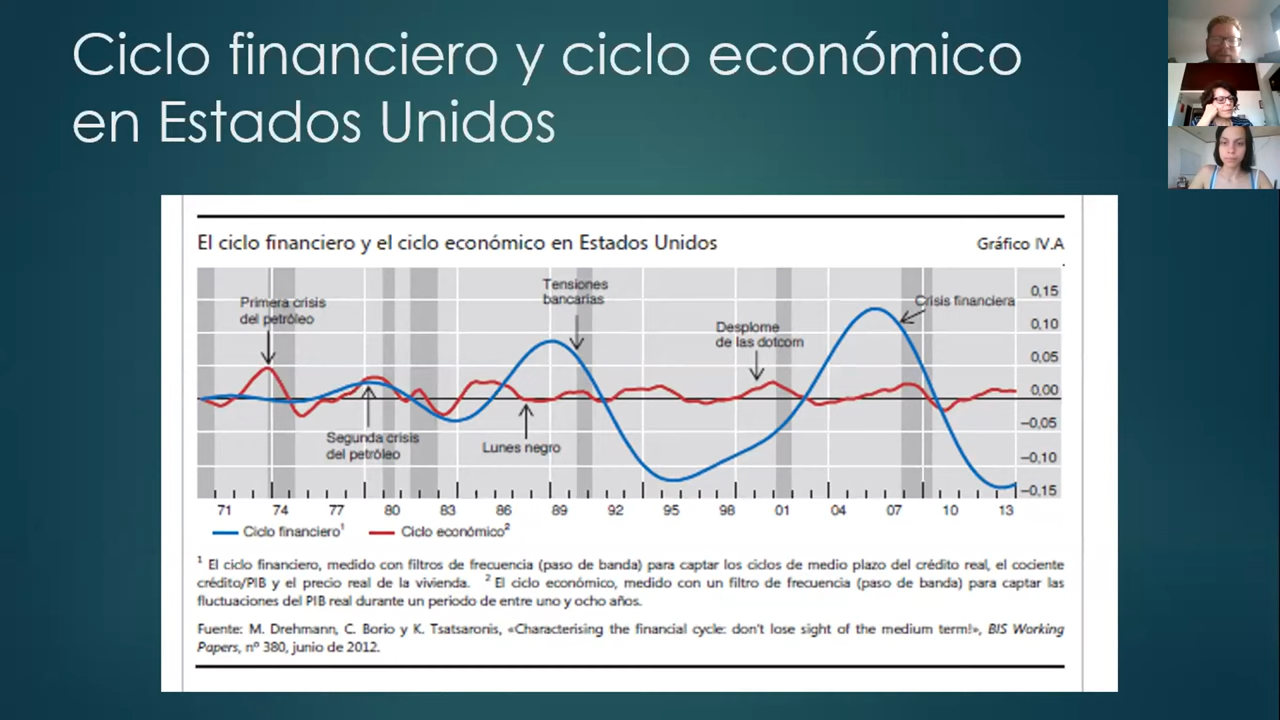 Ciclo financiero y ciclo económico
en Estados Unidos
El ciclo financiero y el ciclo económico en Estados Unidos
Gráfico IV.A
Primera crisis
del petróleo
Tensiones
bancarias
Crisis financiera
Desplome
de las dotcom
Segunda crisis
del petróleo
Lunes negro
0,15
0,10
0,05
0,00
–0,05
–0,10
–0,15
71 74 77 80 83 86 89 92 95 98 01 04 07 10 13
Ciclo financiero¹ Ciclo económico²
¹ El ciclo financiero, medido con filtros de frecuencia (paso de banda) para captar los ciclos de medio plazo del crédito real, el cociente
crédito/PIB y el precio real de la vivienda. ² El ciclo económico, medido con un filtro de frecuencia (paso de banda) para captar las
fluctuaciones del PIB real durante un periodo de entre uno y ocho años.
Fuente: M. Drehmann, C. Borio y K. Tsatsaronis, «Characterising the financial cycle: don't lose sight of the medium term!», BIS Working
Papers, nº 380, junio de 2012.